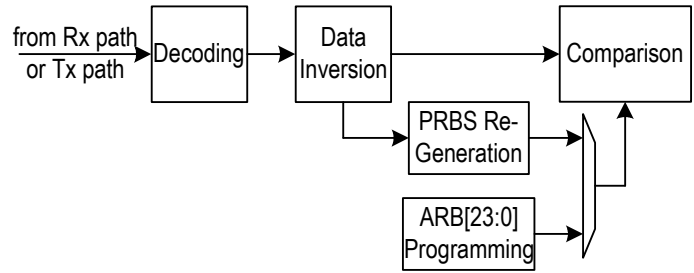 from Rx path
or Tx path
Decoding
Data
Inversion
Comparison
PRBS Re-
Generation
ARB[23:0]
Programming